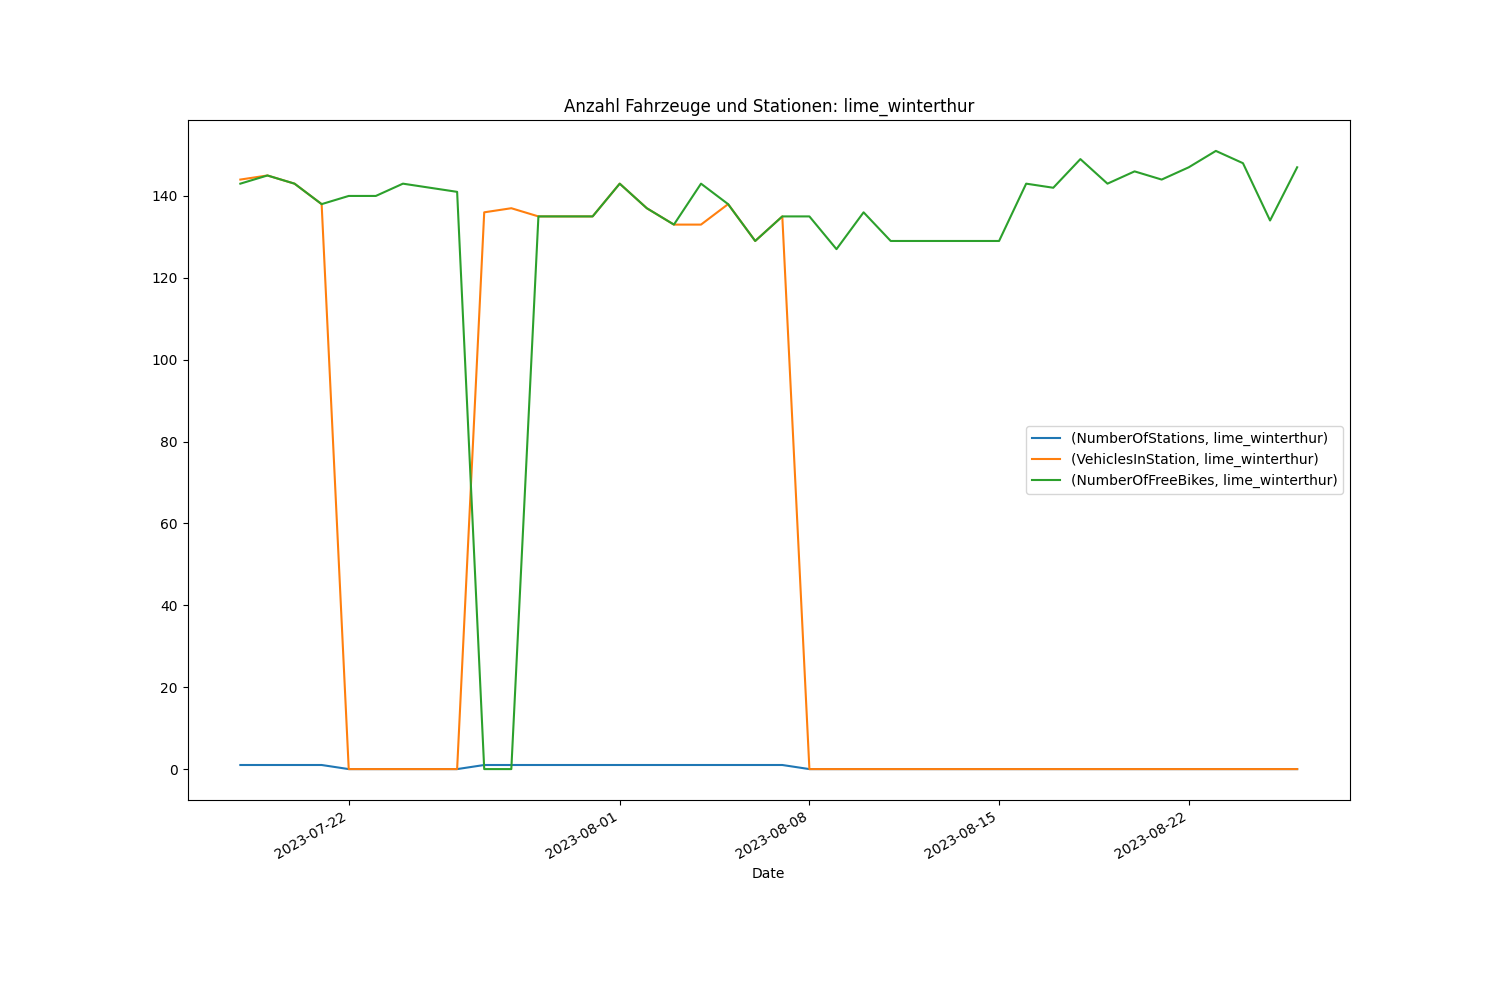 Anzahl Fahrzeuge und Stationen: lime_winterthur
140
120
100
80
60
40
20
0
(NumberOfStations, lime_winterthur)
(VehiclesInStation, lime_winterthur)
(NumberOfFreeBikes, lime_winterthur)
2023-07-22
2023-08-01
2023-08-08
2023-08-15
2023-08-22
Date